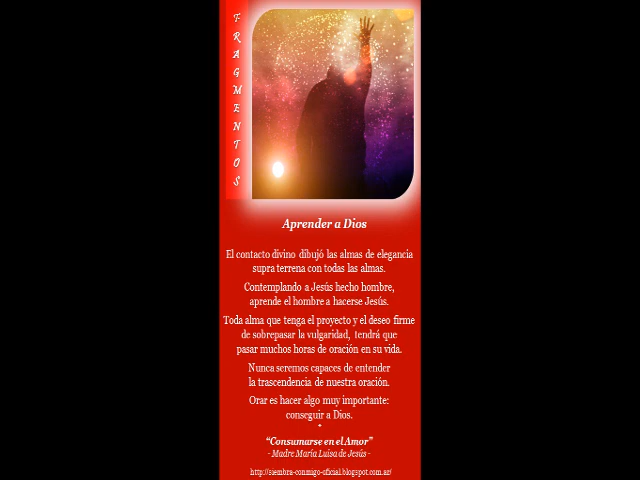 FRAGMENTOS
Aprender a Dios
El contacto divino dibujó las almas de elegancia
supra terrena con todas las almas.
Contemplando a Jesús hecho hombre,
aprende el hombre a hacerse Jesús.
Toda alma que tenga el proyecto y el deseo firme
de sobrepasar la vulgaridad, tendrá que
pasar muchos horas de oración en su vida.
Nunca seremos capaces de entender
la trascendencia de nuestra oración.
Orar es hacer algo muy importante:
conseguir a Dios.
*
“Consumarse en el Amor”
- Madre María Luisa de Jesús -
http://siembra-conmigo-oficial.blogspot.com.ar/